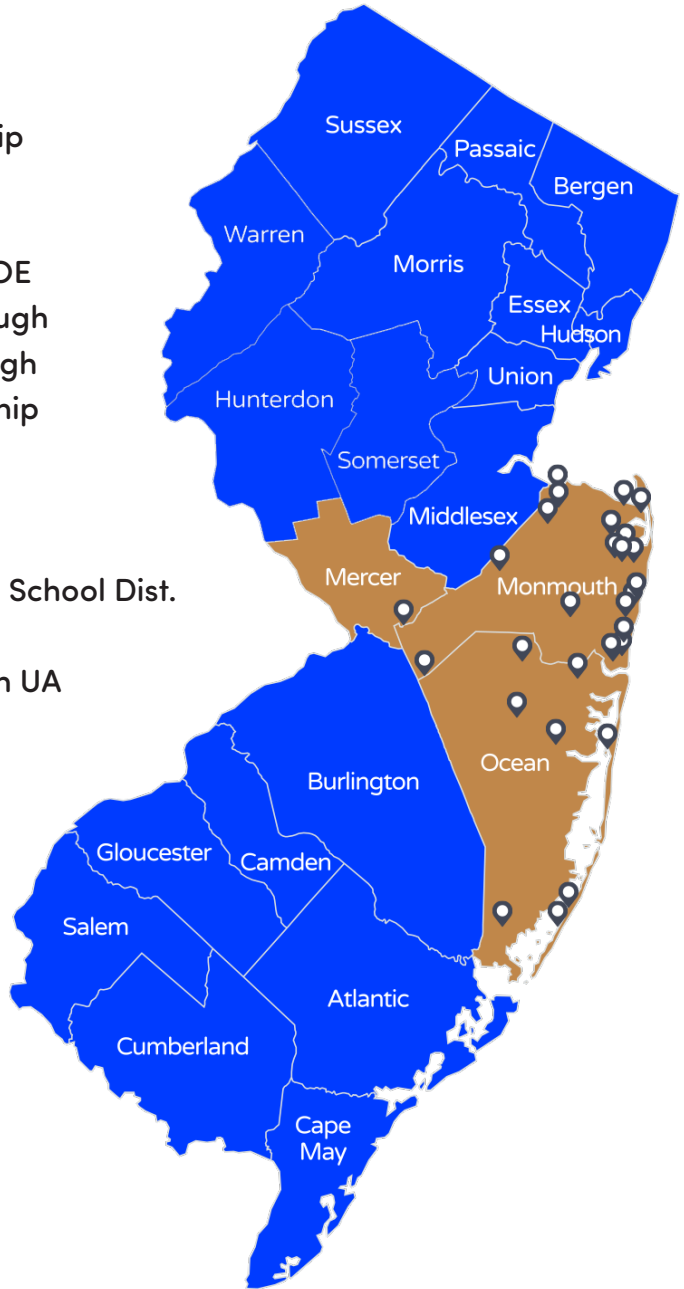 ip
DE
ugh
gh
hip
School Dist.
n UA
Sussex
Passaic
Bergen
Warren
Morris
Essex
Hudson
Union
Hunterdon
Somerset
Middlesex
Mercer
Monmouth
Ocean
Burlington
Gloucester
Camden
Salem
Atlantic
Cumberland
Cape
May